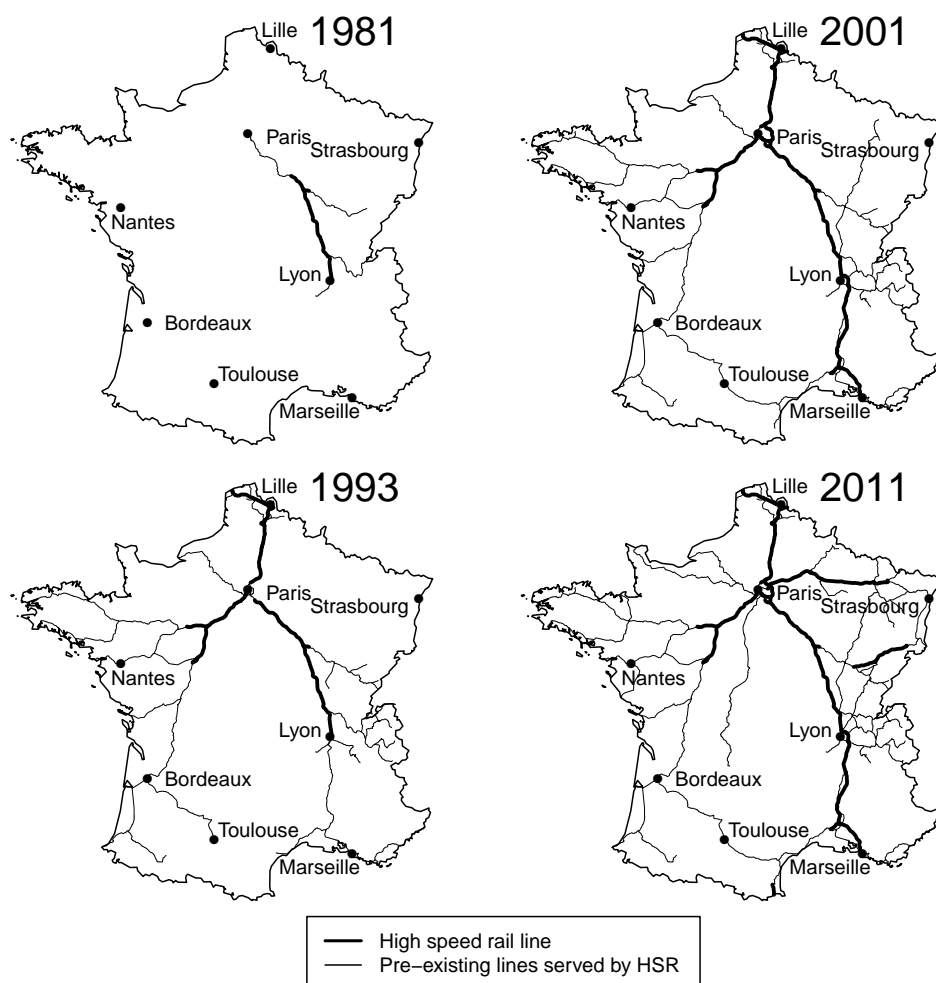 Lille
1981
Paris
Strasbourg
Nantes
Lyon
Bordeaux
Toulouse
Marseille
Lille
2001
Paris
Strasbourg
Nantes
Lyon
Bordeaux
Toulouse
Marseille
Lille
1993
Paris
Strasbourg
Nantes
Lyon
Bordeaux
Toulouse
Marseille
Lille
2011
Paris
Strasbourg
Nantes
Lyon
Bordeaux
Toulouse
Marseille
High speed rail line
Pre−existing lines served by HSR